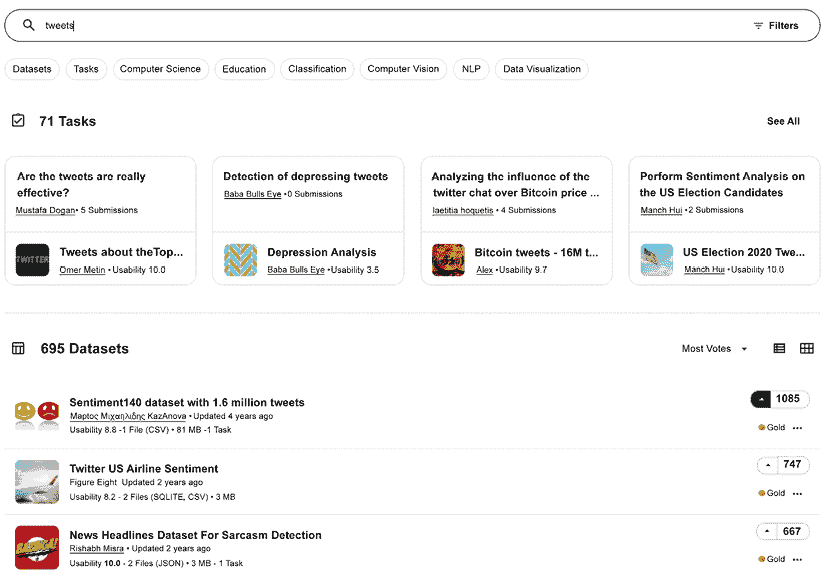 tweets
Filters
Datasets Tasks Computer Science Education Classification Computer Vision NLP Data Visualization
71 Tasks
See All
Are the tweets are really
effective?
Mustafa Dogan• 5 Submissions
TWITTER
Tweets about theTop...
Omer Metin • Usability 10.0
Detection of depressing tweets
Baba Bulls Eye •0 Submissions
Depression Analysis
Baba Bulls Eye •Usability 3.5
Analyzing the influence of the
twitter chat over Bitcoin price ...
laetitia hoquetis • 4 Submissions
Bitcoin tweets - 16M t...
Alex •Usability 9.7
Perform Sentiment Analysis on
the US Election Candidates
Manch Hui •2 Submissions
US Election 2020 Twe...
Manch Hui •Usability 10.0
695 Datasets
Most Votes
Sentiment140 dataset with 1.6 million tweets
Μαριος Μιχαηλιδης KazAnova • Updated 4 years ago
Usability 8.8 -1 File (CSV) • 81 MB -1 Task
1085
Gold
Twitter US Airline Sentiment
Figure Eight Updated 2 years ago
Usability 8.2 - 2 Files (SQLITE, CSV) • 3 MB
747
Gold
News Headlines Dataset For Sarcasm Detection
Rishabh Misra • Updated 2 years ago
Usability 10.0 - 2 Files (JSON) • 3 MB - 1 Task
667
Gold